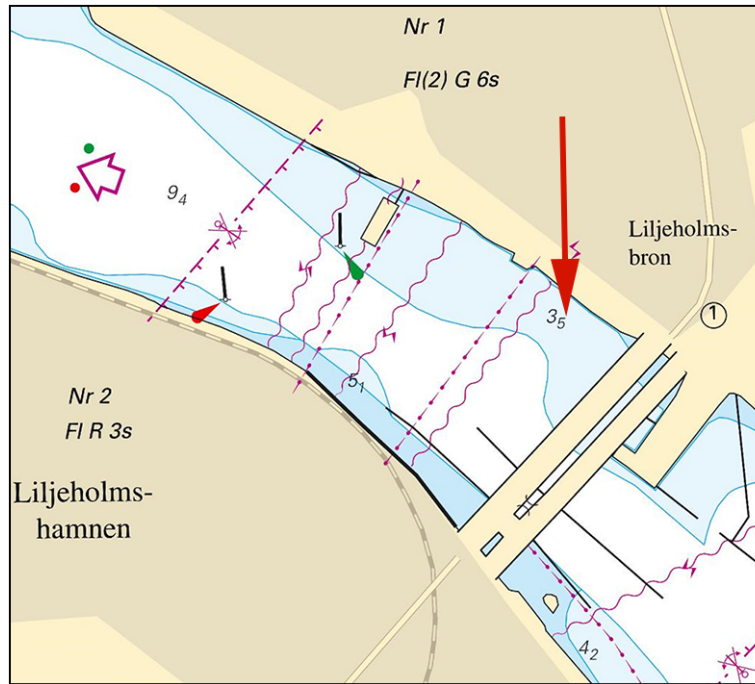 Nr 1
Fl(2) G 6s
Liljeholms-
bron
1
9₄
3₅
5₁
Nr 2
Fl R 3s
Liljeholms-
hamnen
4₂